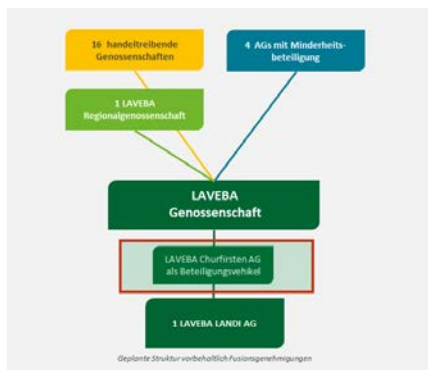 16 handeltreibende
Genossenschaften
4 AGs mit Minderheits-
beteiligung
1 LAVEBA
Regionalgenossenschaft
LAVEBA
Genossenschaft
LAVEBA Churfirsten AG
als Beteiligungsvehikel
1 LAVEBA LANDI AG
Geplante Struktur vorbehaltlich Fusionsgenehmigungen